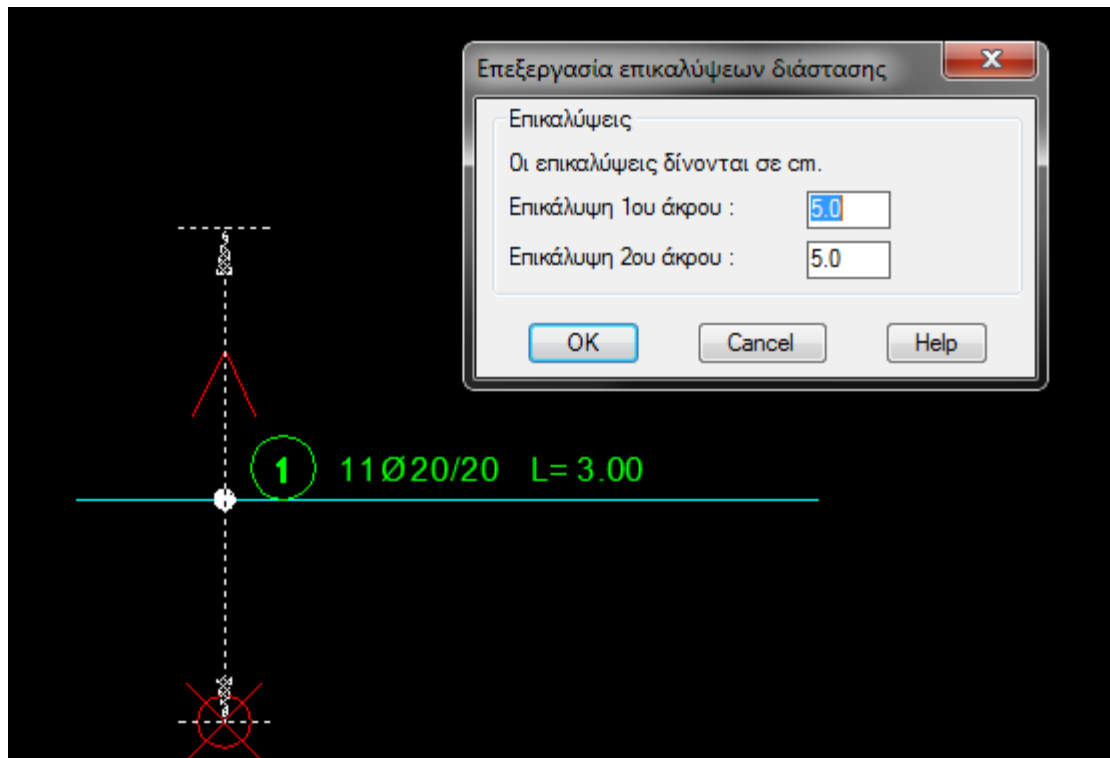 Επεξεργασία επικαλύψεων διάστασης
Επικαλύψεις
Οι επικαλύψεις δίνονται σε cm.
Επικάλυψη 1ου άκρου : 5.0
Επικάλυψη 2ου άκρου : 5.0
OK Cancel Help
1 11Ø20/20 L= 3.00